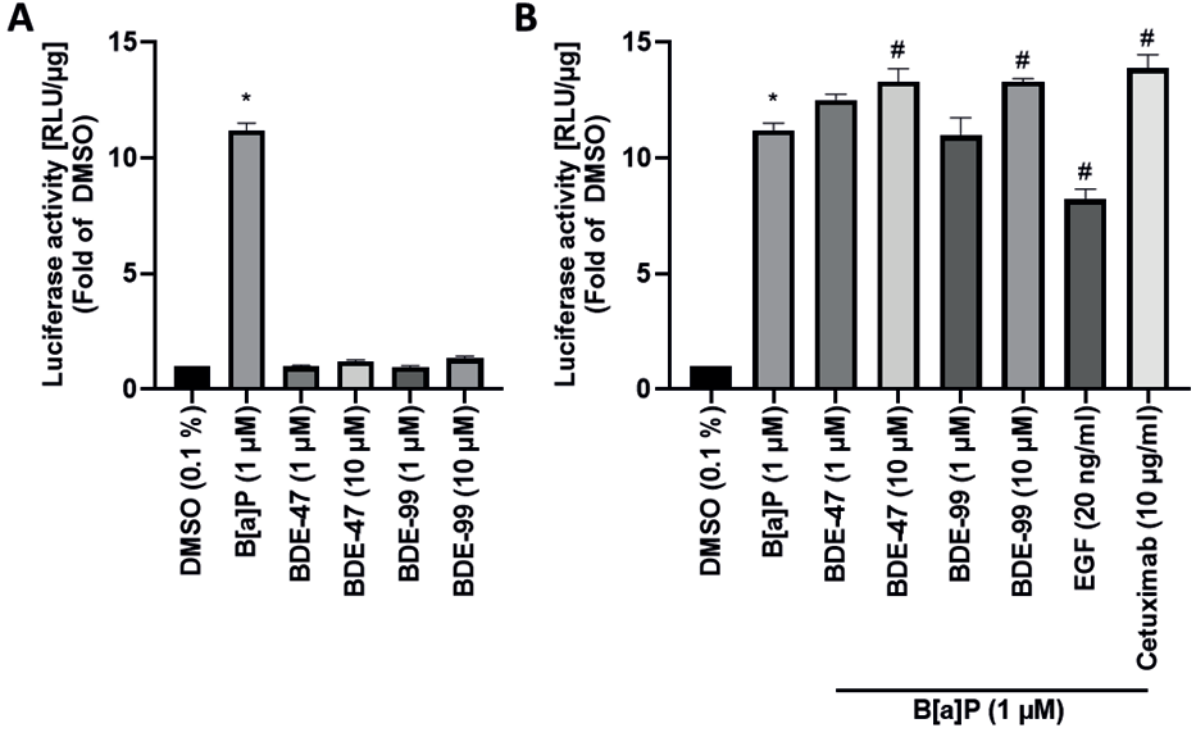 A
Luciferase activity [RLU/µg]
(Fold of DMSO)
15
10
5
0
*
DMSO (0.1 %)
B[a]P (1 µM)
BDE-47 (1 µM)
BDE-47 (10 µM)
BDE-99 (1 µM)
BDE-99 (10 µM)
B
Luciferase activity [RLU/µg]
(Fold of DMSO)
15
10
5
0
*
#
#
#
#
DMSO (0.1 %)
B[a]P (1 µM)
BDE-47 (1 µM)
BDE-47 (10 µM)
BDE-99 (1 µM)
BDE-99 (10 µM)
EGF (20 ng/ml)
Cetuximab (10 µg/ml)
B[a]P (1 µM)